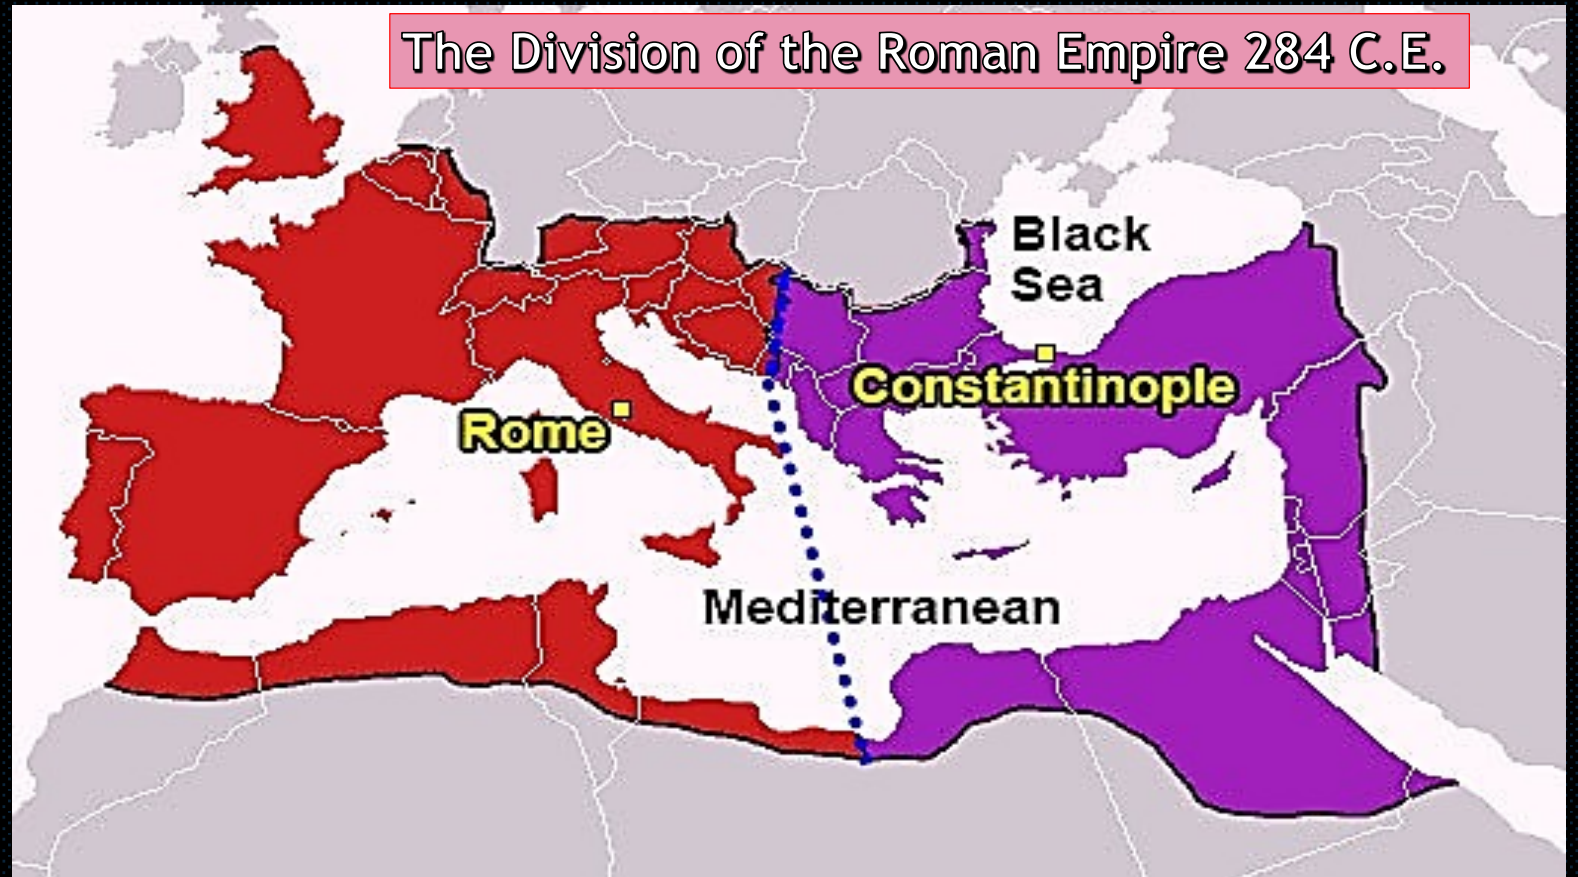 The Division of the Roman Empire 284 C.E.
Black
Sea
Constantinople
Rome
Mediterranean